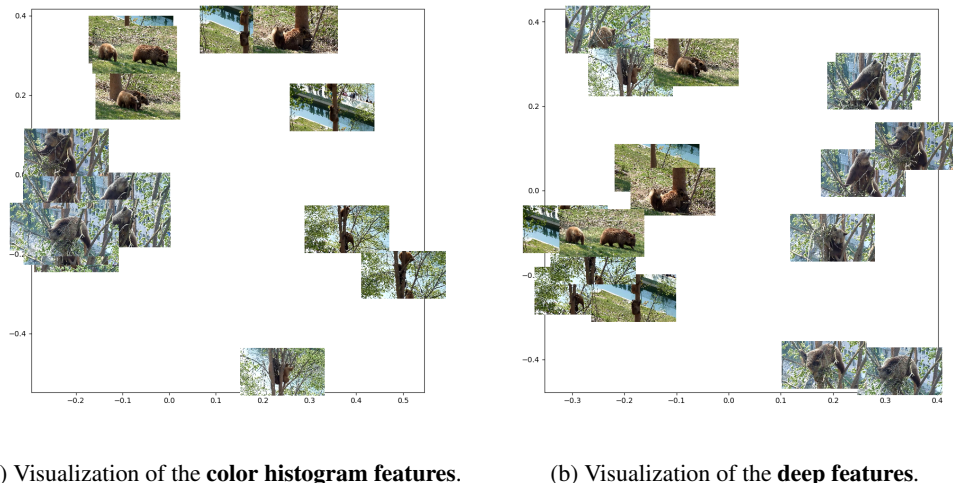 0.4
0.2
0.0
−0.2
−0.4
−0.2 −0.1 0.0 0.1 0.2 0.3 0.4 0.5
0.4
0.2
0.0
−0.4
−0.3 −0.2 −0.1 0.0 0.1 0.2 0.3 0.4
) Visualization of the color histogram features.
(b) Visualization of the deep features.